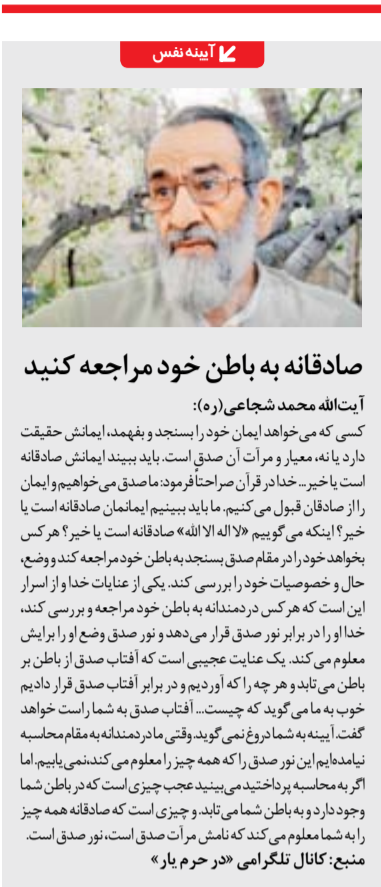 آیینه نفس
صادقانه به باطن خود مراجعه کنید
آیت‌الله محمد شجاعی(ره):
کسی که می‌خواهد ایمان خود را بسنجد و بفهمد، ایمانش حقیقت
دارد یا نه، معیار و مرآت آن صدق است. باید ببیند ایمانش صادقانه
است یا خیر... خدا در قرآن صراحتاً فرمود: ما صدق می‌خواهیم و ایمان
را از صادقان قبول می‌کنیم. ما باید ببینیم ایمانمان صادقانه است یا
خیر؟ اینکه می‌گوییم «لا اله الا الله» صادقانه است یا خیر؟ هر کس
بخواهد خود را در مقام صدق بسنجد به باطن خود مراجعه کند و وضع،
حال و خصوصیات خود را بررسی کند. یکی از عنایات خدا و از اسرار
این است که هر کس دردمندانه به باطن خود مراجعه و بررسی کند،
خدا او را در برابر نور صدق قرار می‌دهد و نور صدق وضع او را برایش
معلوم می‌کند. یک عنایت عجیبی است که آفتاب صدق از باطن بر
باطن می‌تابد و هر چه را که آوردیم و در برابر آفتاب صدق قرار دادیم
خوب به ما می‌گوید که چیست... آفتاب صدق به شما راست خواهد
گفت. آیینه به شما دروغ نمی‌گوید. وقتی ما دردمندانه به مقام محاسبه
نیامده‌ایم این نور صدق را که همه چیز را معلوم می‌کند، نمی‌یابیم. اما
اگر به محاسبه پرداختید می‌بینید عجب چیزی است که در باطن شما
وجود دارد و به باطن شما می‌تابد. و چیزی است که صادقانه همه چیز
را به شما معلوم می‌کند که نامش مرآت صدق است، نور صدق است.
منبع: کانال تلگرامی «در حرم یار»